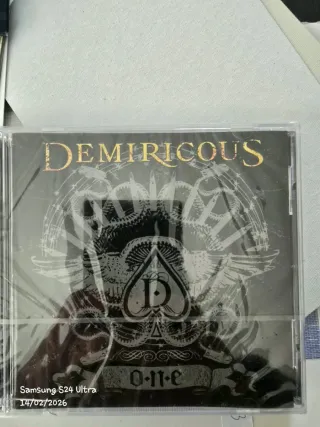 DEMIRICOUS
D
o·n·e
Samsung S24 Ultra
14/02/2026